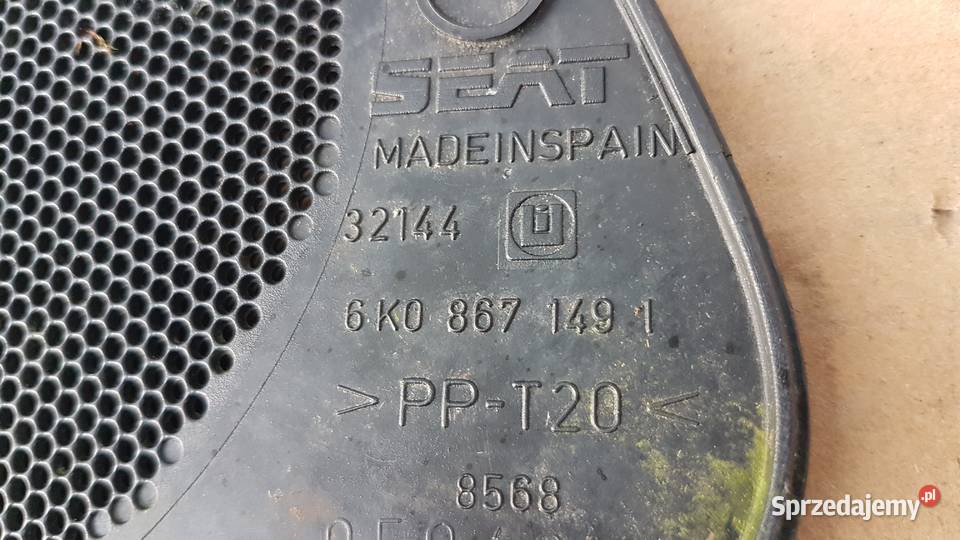 SEAT
MADEINSPAIN
32144
6K0 867 149 1
>PP-T20<
8568
Sprzedajemy.pl